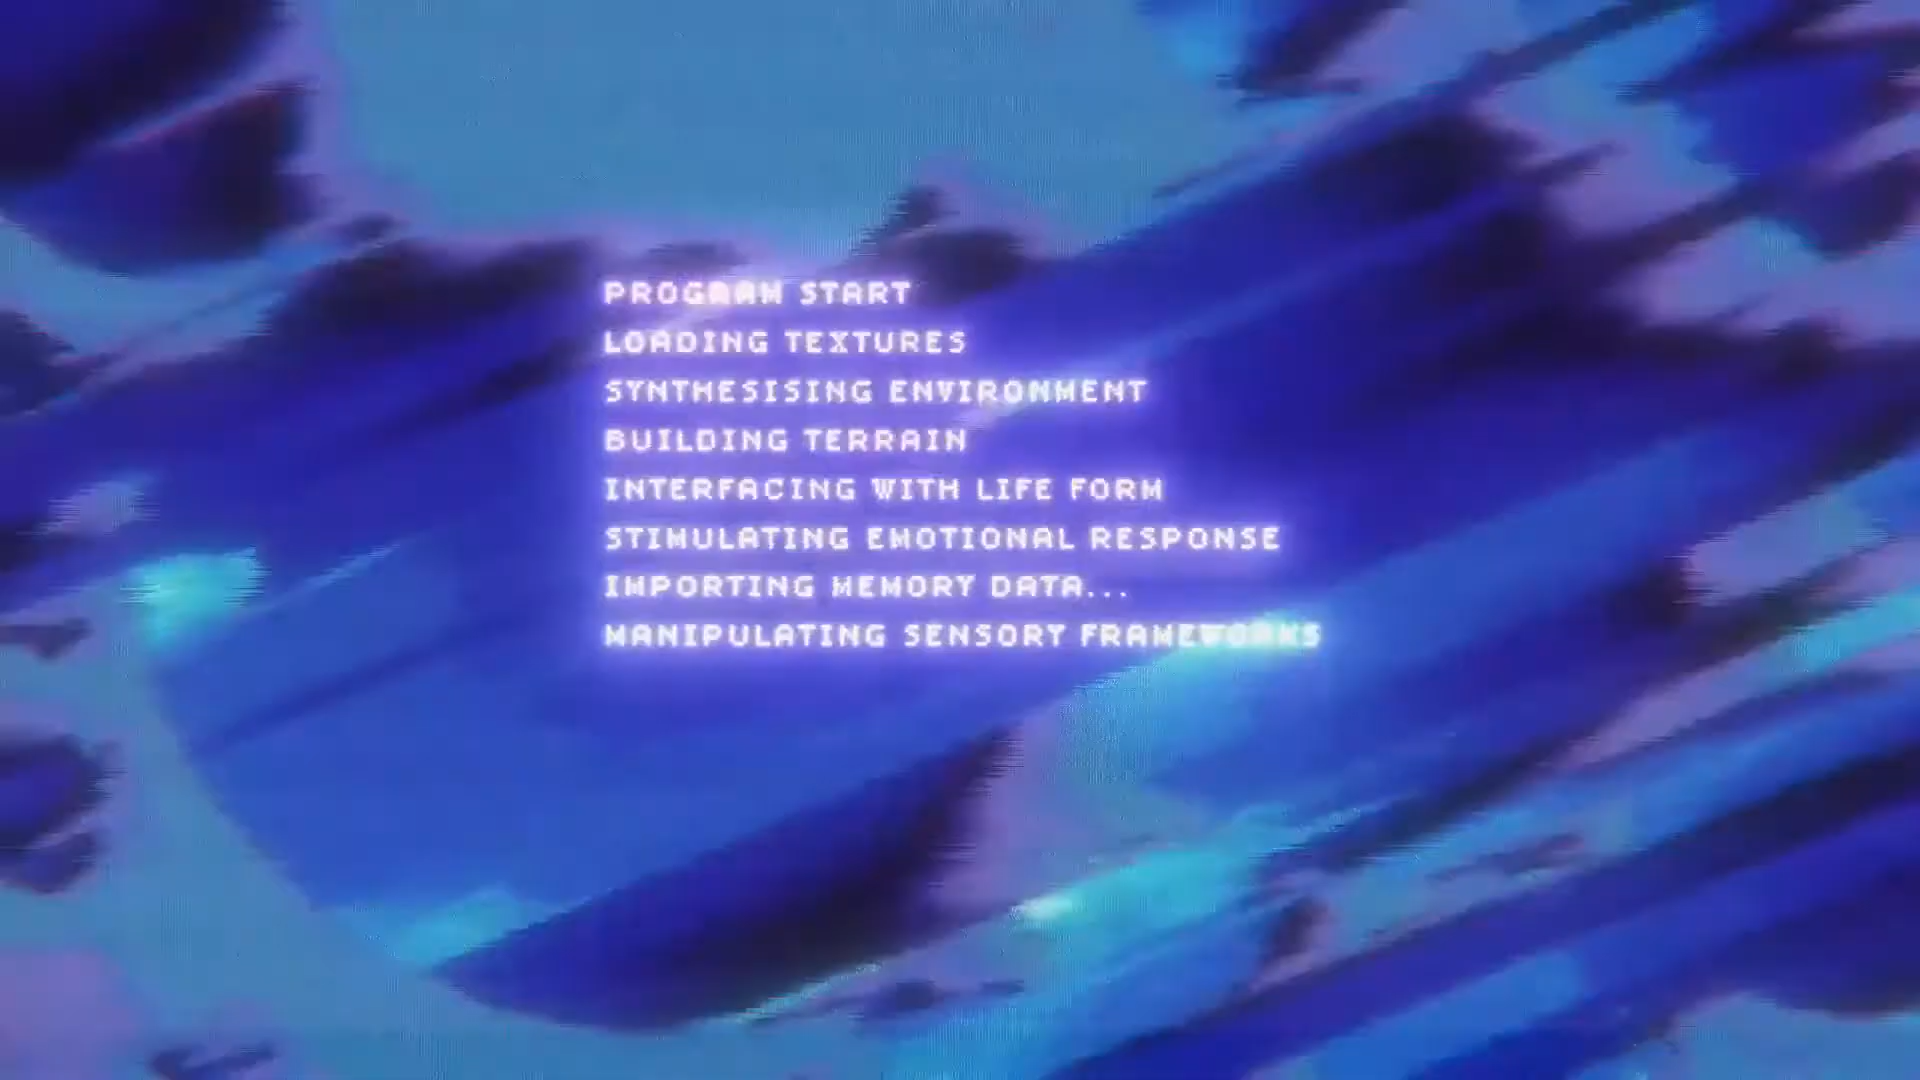 PROGRAM START
LOADING TEXTURES
SYNTHESISING ENVIRONMENT
BUILDING TERRAIN
INTERFACING WITH LIFE FORM
STIMULATING EMOTIONAL RESPONSE
IMPORTING MEMORY DATA...
MANIPULATING SENSORY FRAMEWORKS